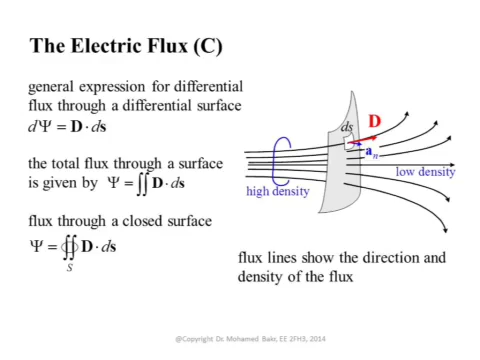 The Electric Flux (C)
general expression for differential
flux through a differential surface
dΨ = D · ds
the total flux through a surface
is given by Ψ = ∬ D · ds
flux through a closed surface
Ψ = ∯ D · ds
S
ds
D
aₙ
low density
high density
flux lines show the direction and
density of the flux
@Copyright Dr. Mohamed Bakr, EE 2FH3, 2014